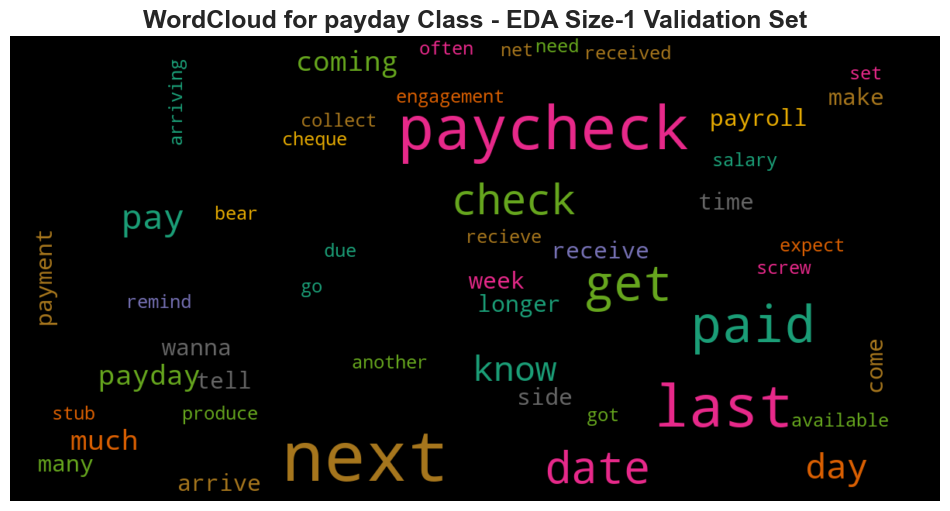 WordCloud for payday Class - EDA Size-1 Validation Set
often
net
need
received
coming
arriving
set
engagement
make
collect
paycheck
payroll
cheque
salary
check
time
pay
bear
recieve
due
receive
expect
payment
screw
week
get
go
remind
longer
paid
wanna
another
know
come
payday
tell
side
last
stub
produce
got
available
much
many
next
date
day
arrive